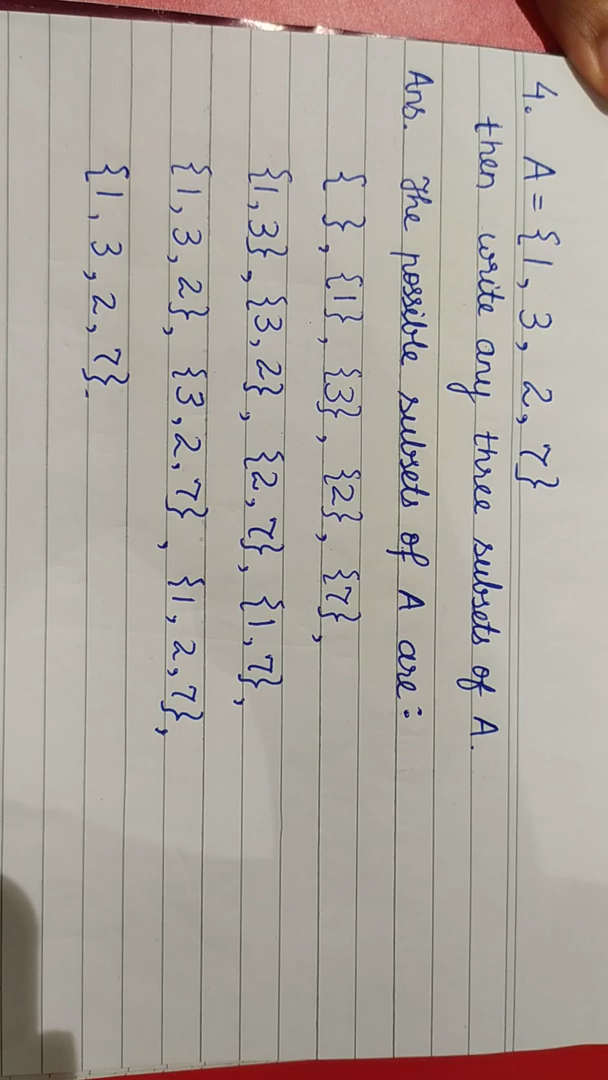 4. A = {1, 3, 2, 7}
then write any three subsets of A.
Ans. The possible subsets of A are:
{ }, {1}, {3}, {2}, {7},
{1, 3}, {3, 2}, {2, 7}, {1, 7},
{1, 3, 2}, {3, 2, 7}, {1, 2, 7},
{1, 3, 2, 7}.